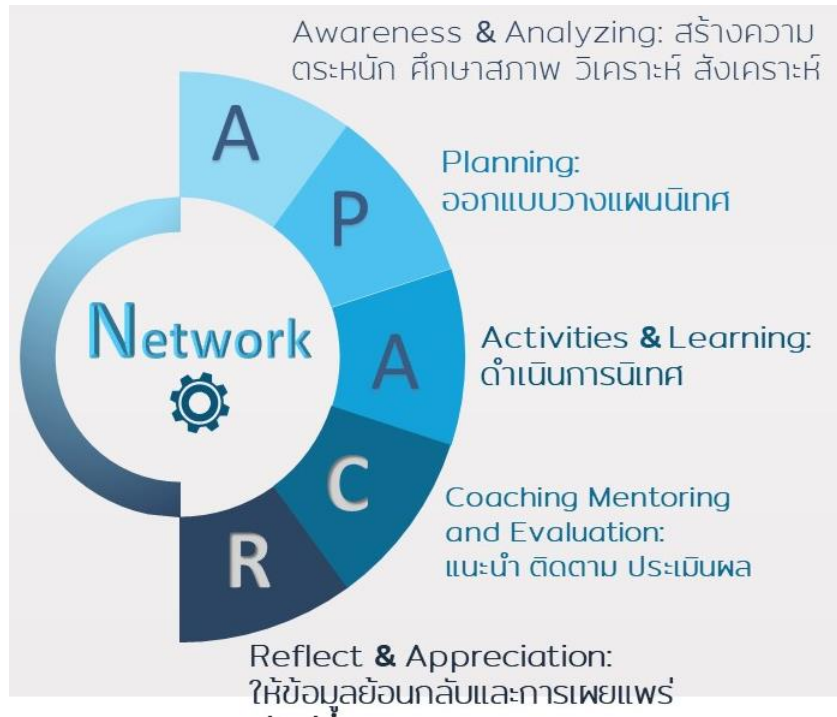 Awareness & Analyzing: สร้างความ
ตระหนัก ศึกษาสภาพ วิเคราะห์ สังเคราะห์
A
Planning:
ออกแบบวางแผนนิเทศ
P
Network
Activities & Learning:
ดำเนินการนิเทศ
A
Coaching Mentoring
and Evaluation:
แนะนำ ติดตาม ประเมินผล
C
R
Reflect & Appreciation:
ให้ข้อมูลย้อนกลับและการเผยแพร่